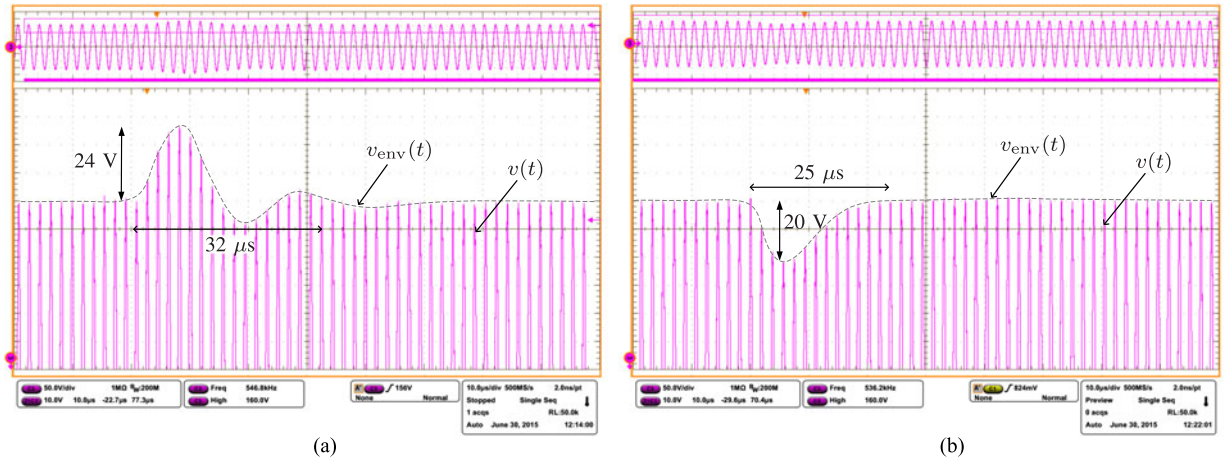 24 V
32 μs
v_env(t)
v(t)
50.0V/div 1MΩ B_W:200M
10.0V 10.0μs -22.7μs 77.3μs
Freq 546.8kHz
High 160.0V
A' C1 150V
None Normal
10.0μs/div 500MS/s 2.0ns/pt
Stopped Single Seq
1 acqs RL:50.0k
Auto June 30, 2015 12:14:00
(a)
25 μs
20 V
v_env(t)
v(t)
50.0V/div 1MΩ B_W:200M
10.0V 10.0μs -29.6μs 70.4μs
Freq 536.2kHz
High 160.0V
A' C3 824mV
None Normal
10.0μs/div 500MS/s 2.0ns/pt
Preview Single Seq
0 acqs RL:50.0k
Auto June 30, 2015 12:22:01
(b)